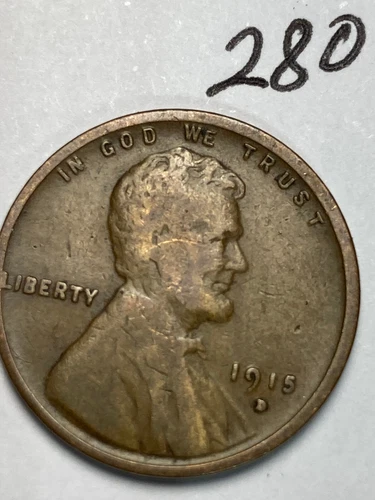 280
IN GOD WE TRUST
LIBERTY
1915
D